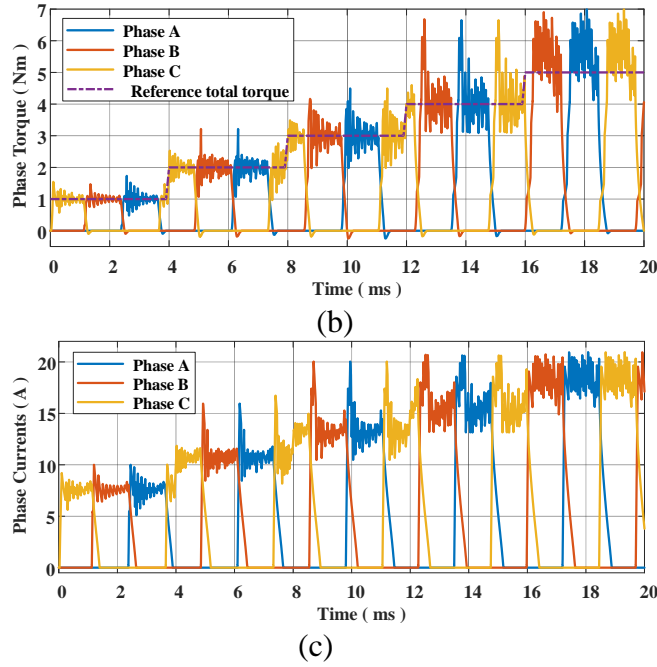 7
6
5
4
3
2
1
0
Phase Torque ( Nm )
Phase A
Phase B
Phase C
Reference total torque
0 2 4 6 8 10 12 14 16 18 20
Time ( ms )
(b)
20
15
10
5
0
Phase Currents ( A )
Phase A
Phase B
Phase C
0 2 4 6 8 10 12 14 16 18 20
Time ( ms )
(c)